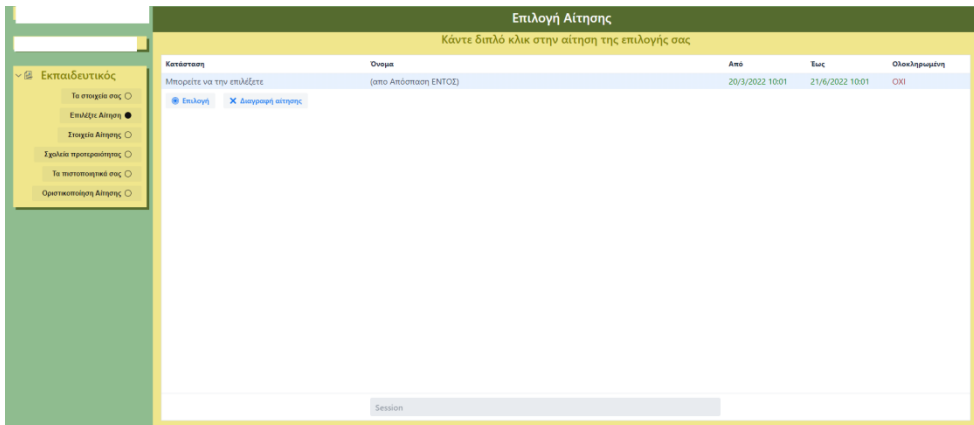 Επιλογή Αίτησης
Κάντε διπλό κλικ στην αίτηση της επιλογής σας
Εκπαιδευτικός
Τα στοιχεία σας
Επιλέξτε Αίτηση
Στοιχεία Αίτησης
Σχολεία προτεραιότητας
Τα πιστοποιητικά σας
Οριστικοποίηση Αίτησης
Κατάσταση Όνομα Από Έως Ολοκληρωμένη
Μπορείτε να την επιλέξετε (απο Απόσπαση ΕΝΤΟΣ) 20/3/2022 10:01 21/6/2022 10:01 ΟΧΙ
Επιλογή Διαγραφή αίτησης
Session